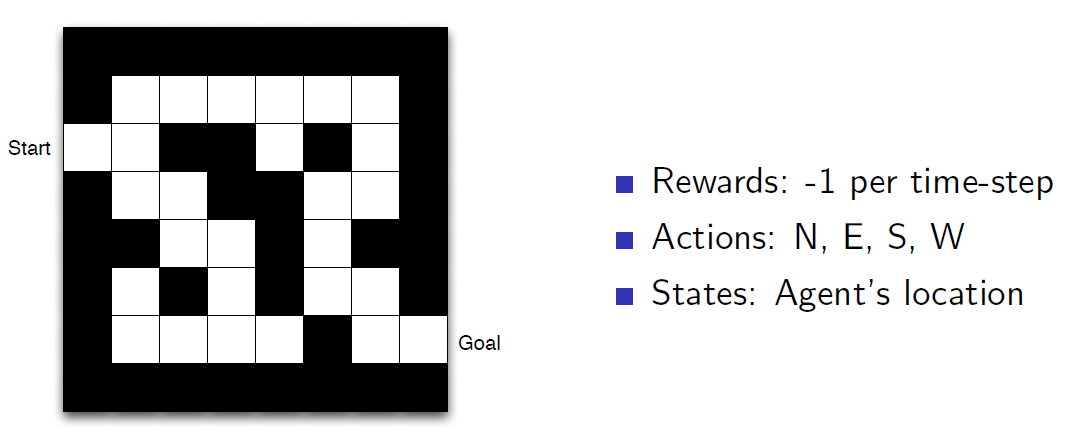 Start
Rewards: -1 per time-step
Actions: N, E, S, W
States: Agent's location
Goal